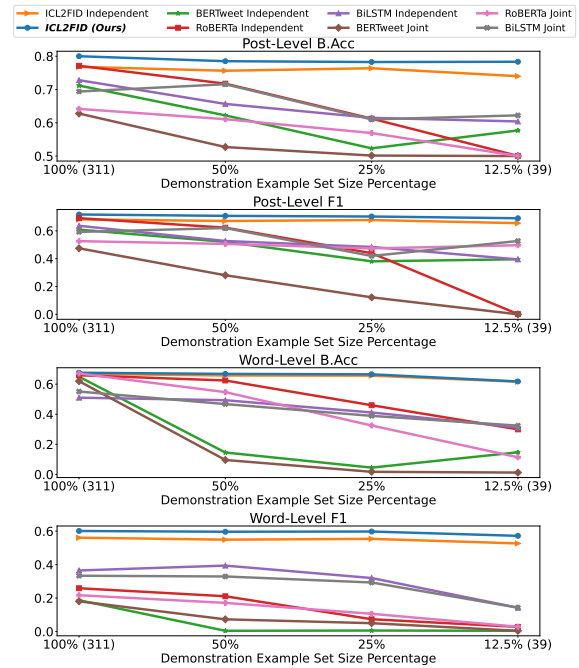 ICL2FID Independent BERTweet Independent BiLSTM Independent RoBERTa Joint
ICL2FID (Ours) RoBERTa Independent BERTweet Joint BiLSTM Joint
Post-Level B.Acc
0.8
0.7
0.6
0.5
100% (311) 50% 25% 12.5% (39)
Demonstration Example Set Size Percentage
Post-Level F1
0.6
0.4
0.2
0.0
100% (311) 50% 25% 12.5% (39)
Demonstration Example Set Size Percentage
Word-Level B.Acc
0.6
0.4
0.2
0.0
100% (311) 50% 25% 12.5% (39)
Demonstration Example Set Size Percentage
Word-Level F1
0.6
0.4
0.2
0.0
100% (311) 50% 25% 12.5% (39)
Demonstration Example Set Size Percentage